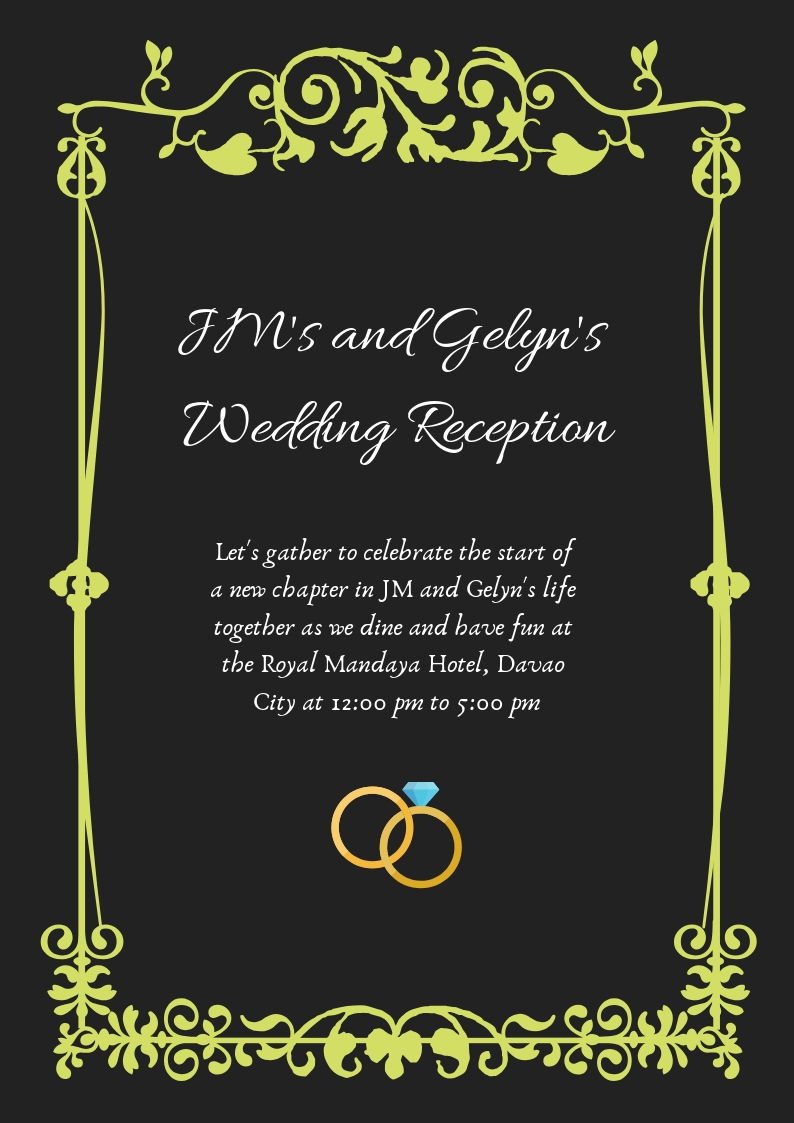 JM's and Gelyn's
Wedding Reception
Let's gather to celebrate the start of
a new chapter in JM and Gelyn's life
together as we dine and have fun at
the Royal Mandaya Hotel, Davao
City at 12:00 pm to 5:00 pm